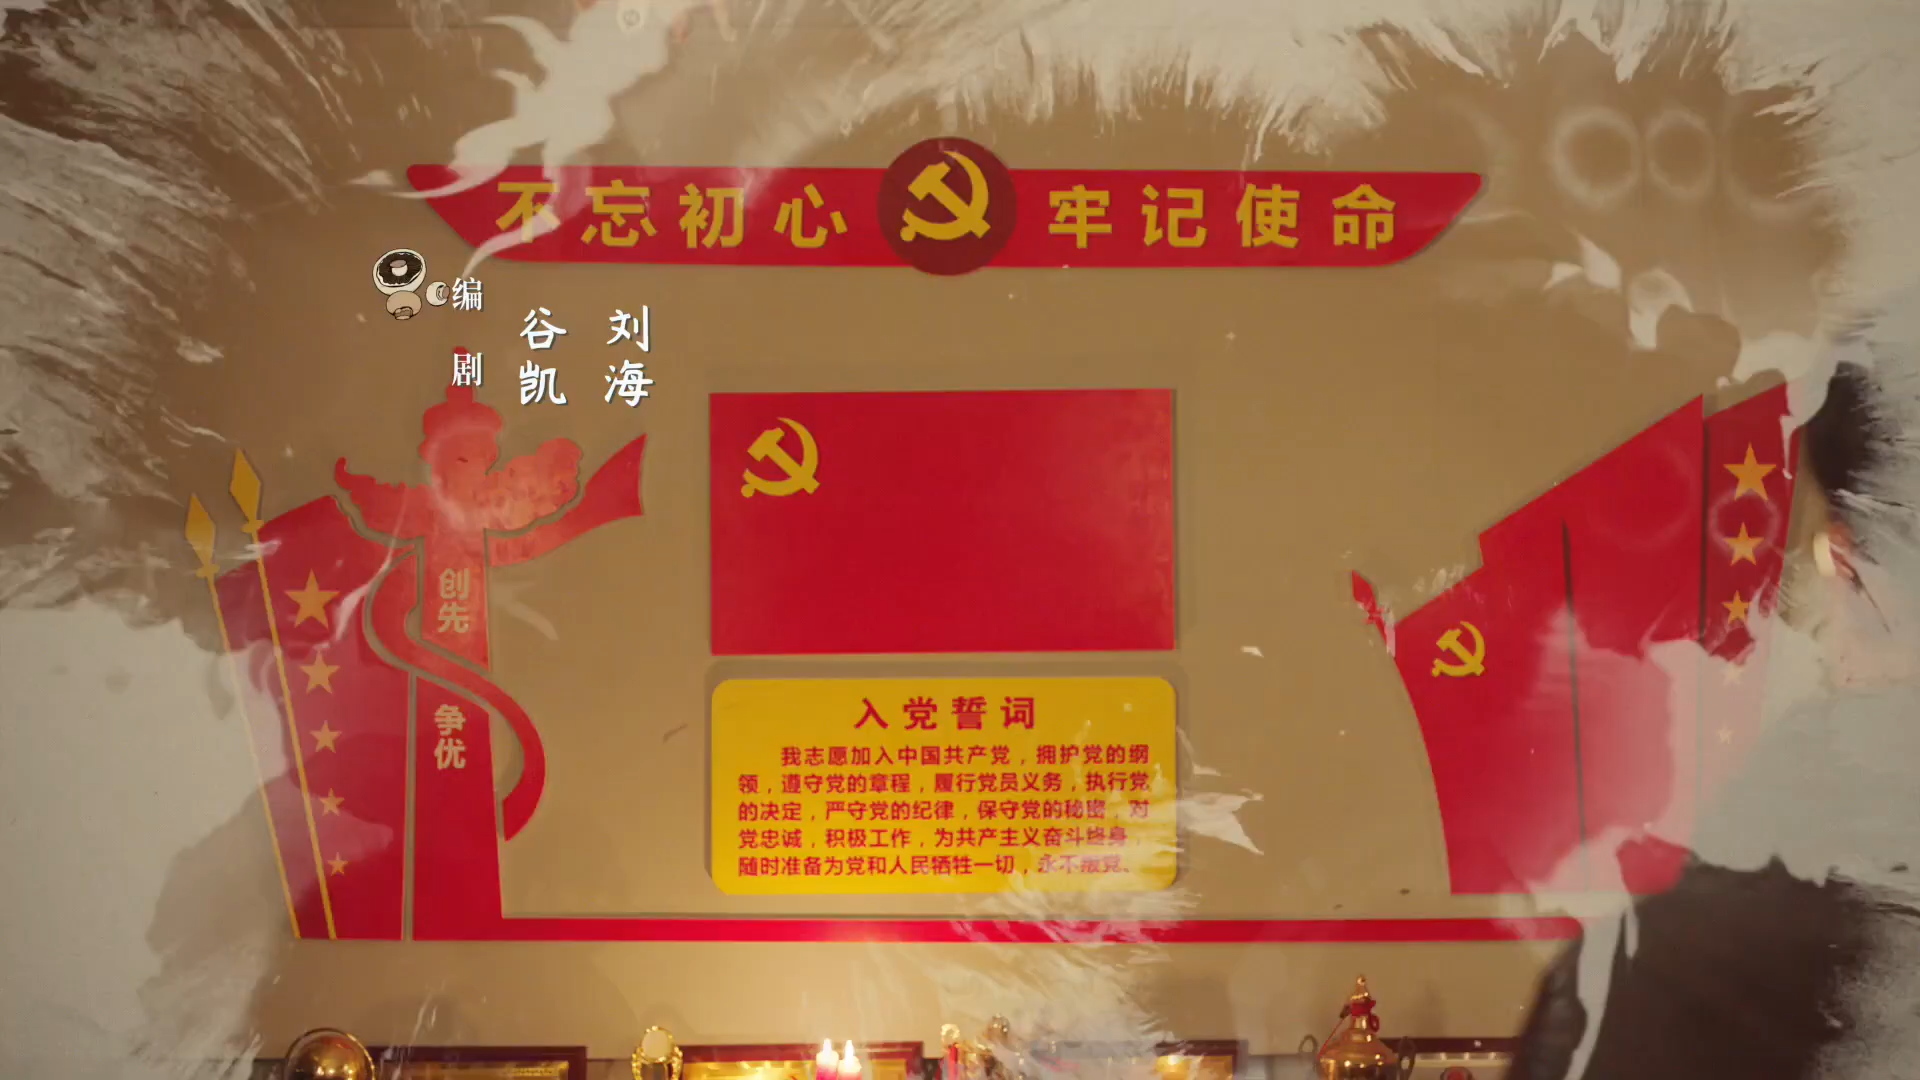 不忘初心 牢记使命
编剧
刘海
谷凯
创先
争优
入党誓词
我志愿加入中国共产党，拥护党的纲
领，遵守党的章程，履行党员义务，执行党
的决定，严守党的纪律，保守党的秘密，对
党忠诚，积极工作，为共产主义奋斗终身，
随时准备为党和人民牺牲一切，永不叛党。